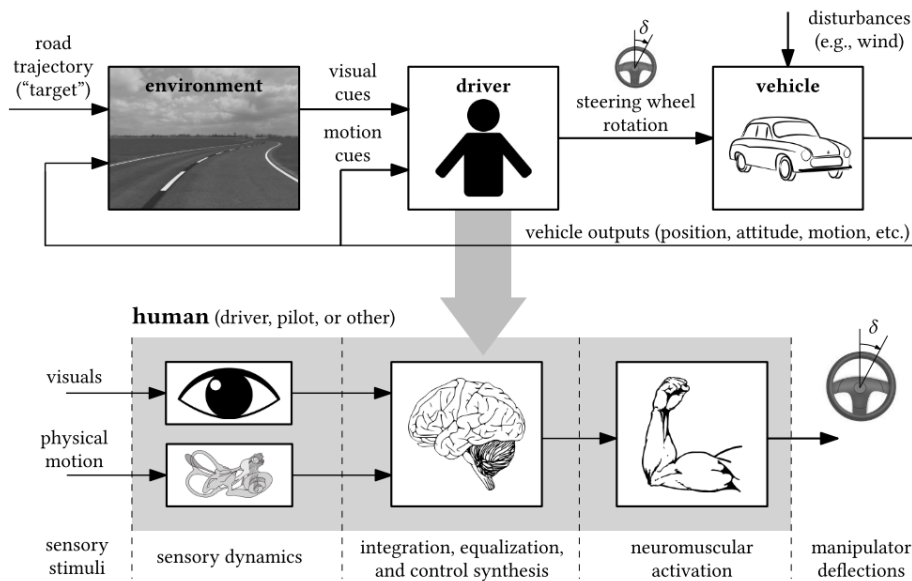 road
trajectory
(“target”)
environment
visual
cues
motion
cues
driver
δ
steering wheel
rotation
disturbances
(e.g., wind)
vehicle
vehicle outputs (position, attitude, motion, etc.)
human (driver, pilot, or other)
visuals
physical
motion
δ
sensory
stimuli
sensory dynamics
integration, equalization,
and control synthesis
neuromuscular
activation
manipulator
deflections